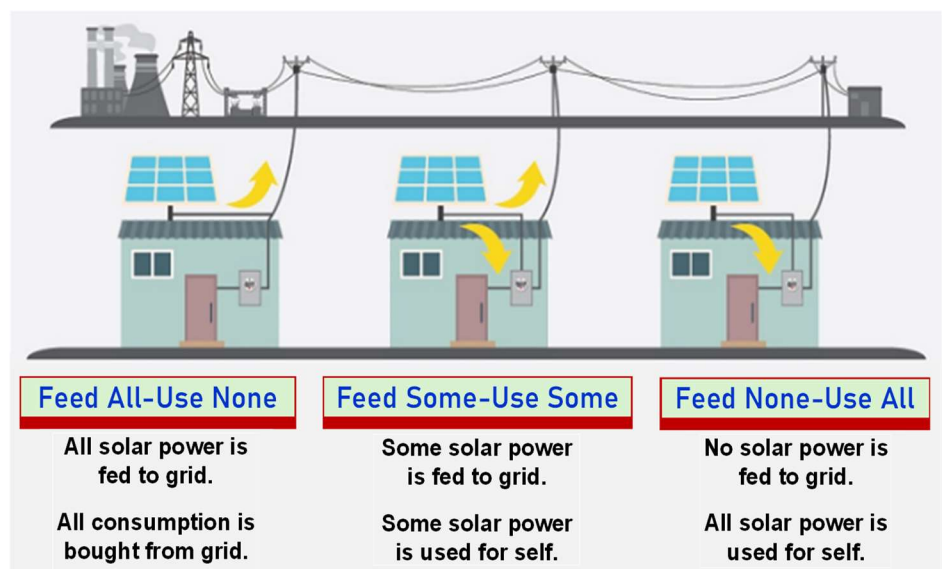 Feed All-Use None
All solar power is
fed to grid.
All consumption is
bought from grid.
Feed Some-Use Some
Some solar power
is fed to grid.
Some solar power
is used for self.
Feed None-Use All
No solar power is
fed to grid.
All solar power is
used for self.